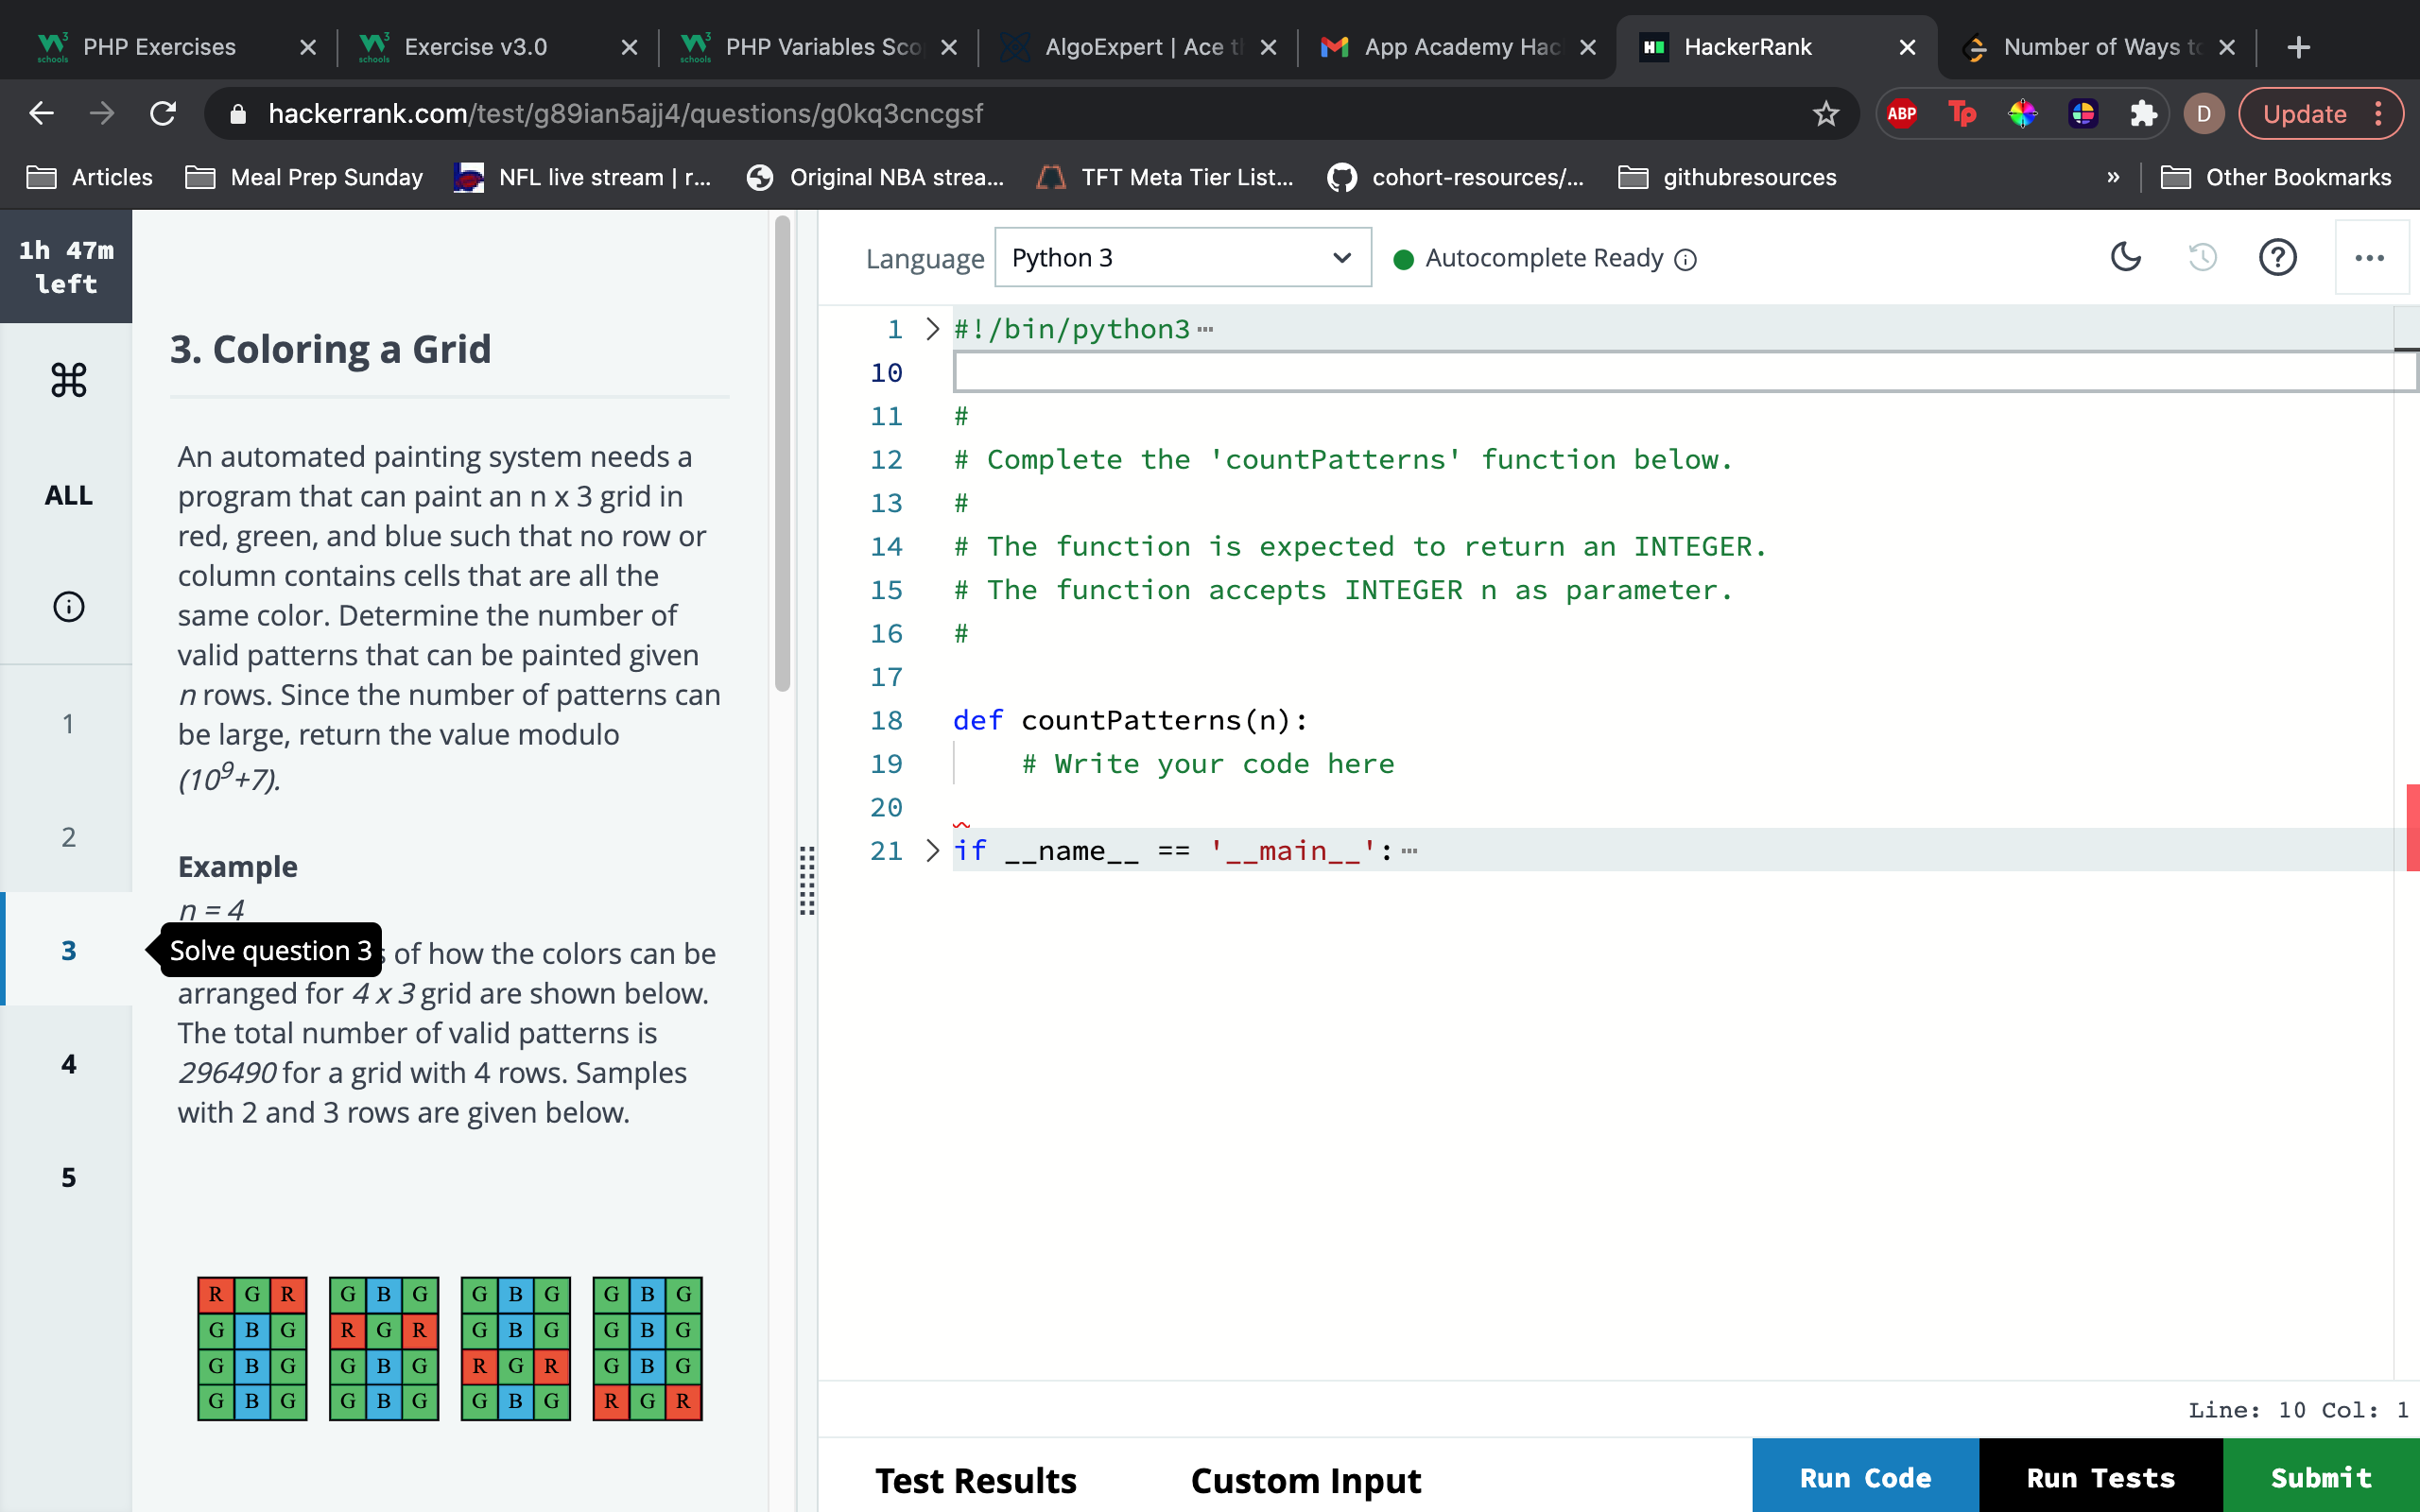 PHP Exercises
Exercise v3.0
PHP Variables Sco
AlgoExpert | Ace t
App Academy Hac
HackerRank
Number of Ways to
hackerrank.com/test/g89ian5ajj4/questions/g0kq3cncgsf
ABP
Tp
D
Update
Articles
Meal Prep Sunday
NFL live stream | r...
Original NBA strea...
TFT Meta Tier List...
cohort-resources/...
githubresources
»
Other Bookmarks
1h 47m
left
ALL
1
2
3
4
5
Solve question 3
3. Coloring a Grid
An automated painting system needs a
program that can paint an n x 3 grid in
red, green, and blue such that no row or
column contains cells that are all the
same color. Determine the number of
valid patterns that can be painted given
n rows. Since the number of patterns can
be large, return the value modulo
(10⁹+7).
Example
n = 4
of how the colors can be
arranged for 4 x 3 grid are shown below.
The total number of valid patterns is
296490 for a grid with 4 rows. Samples
with 2 and 3 rows are given below.
R G R G B G G B G G B G
G B G R G R G B G G B G
G B G G B G R G R G B G
G B G G B G G B G R G R
Language Python 3 Autocomplete Ready
1 #!/bin/python3
10
11 #
12 # Complete the 'countPatterns' function below.
13 #
14 # The function is expected to return an INTEGER.
15 # The function accepts INTEGER n as parameter.
16 #
17
18 def countPatterns(n):
19 # Write your code here
20
21 if __name__ == '__main__':
Line: 10 Col: 1
Test Results Custom Input Run Code Run Tests Submit